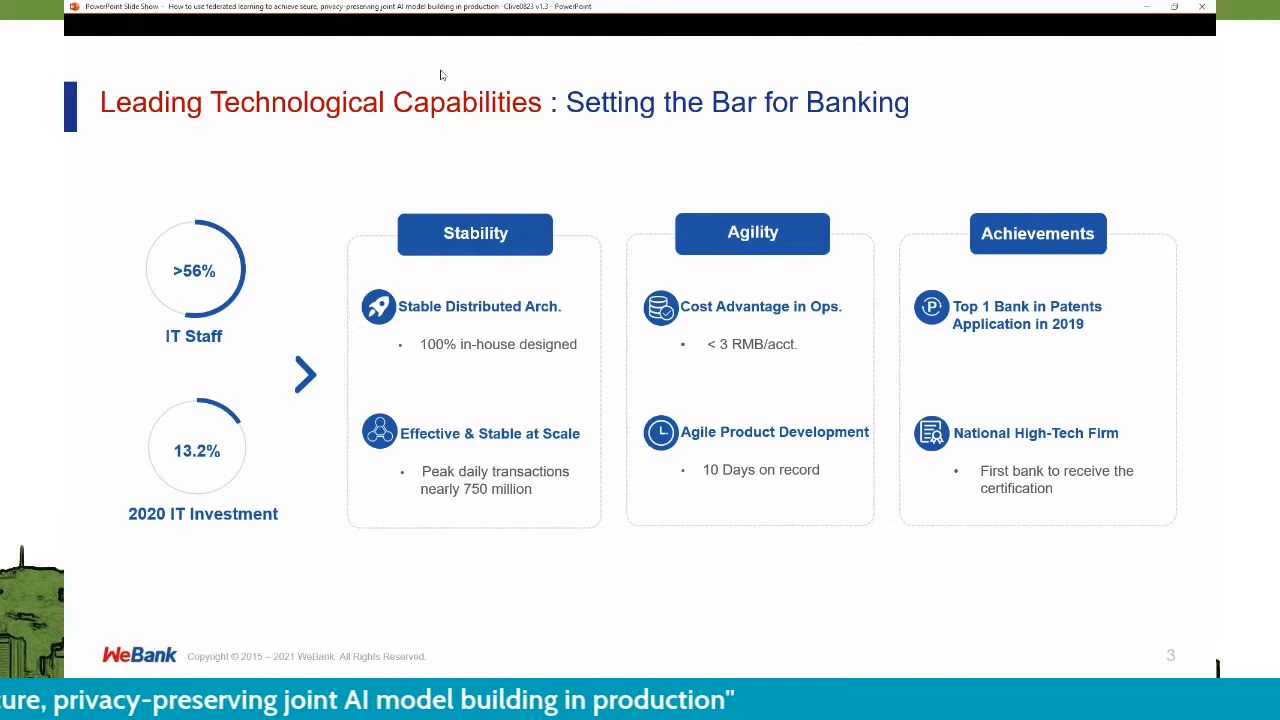 PowerPoint Slide Show - How to use federated learning to achieve seure, privacy-preserving joint AI model building in production -Clive0823 v1.3 - PowerPoint
Leading Technological Capabilities : Setting the Bar for Banking
>56%
IT Staff
13.2%
2020 IT Investment
Stability
Stable Distributed Arch.
• 100% in-house designed
Effective & Stable at Scale
• Peak daily transactions
nearly 750 million
Agility
Cost Advantage in Ops.
• < 3 RMB/acct.
Agile Product Development
• 10 Days on record
Achievements
P
Top 1 Bank in Patents
Application in 2019
National High-Tech Firm
• First bank to receive the
certification
WeBank Copyright © 2015 – 2021 WeBank. All Rights Reserved.
3
cure, privacy-preserving joint AI model building in production"